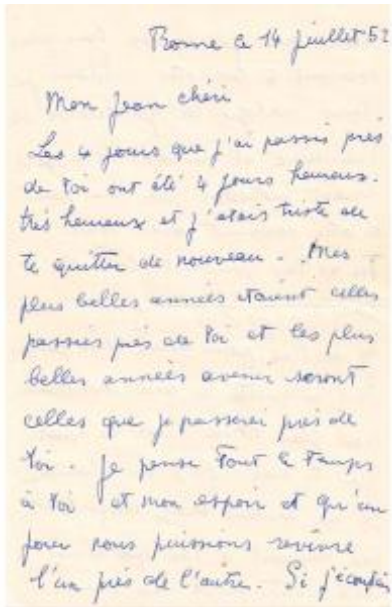 Rome le 14 juillet 52
Mon Jean chéri
Les 4 jours que j'ai passés près
de toi ont été 4 jours heureux.
très heureux et j'étais triste de
te quitter de nouveau. Mes
plus belles années étaient celles
passées près de toi et les plus
belles années avenir seront
celles que je passerai près de
toi. Je pense tout le temps
à toi et mon espoir et qu'un
jour nous puissions revivre
l'un près de l'autre. Si j'écoutais